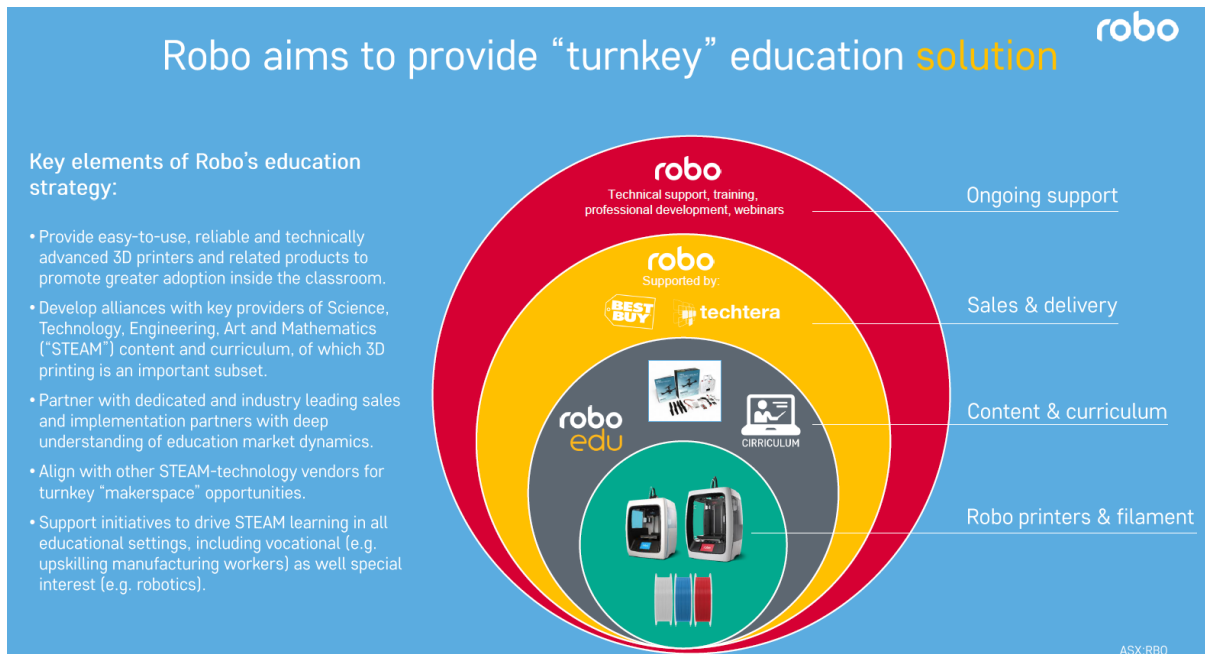 robo
Robo aims to provide “turnkey” education solution
Key elements of Robo’s education
strategy:
• Provide easy-to-use, reliable and technically
advanced 3D printers and related products to
promote greater adoption inside the classroom.
• Develop alliances with key providers of Science,
Technology, Engineering, Art and Mathematics
(“STEAM”) content and curriculum, of which 3D
printing is an important subset.
• Partner with dedicated and industry leading sales
and implementation partners with deep
understanding of education market dynamics.
• Align with other STEAM-technology vendors for
turnkey “makerspace” opportunities.
• Support initiatives to drive STEAM learning in all
educational settings, including vocational (e.g.
upskilling manufacturing workers) as well special
interest (e.g. robotics).
robo
Technical support, training,
professional development, webinars
Ongoing support
robo
Supported by:
BEST
BUY
techtera
Sales & delivery
robo
edu
CIRRICULUM
Content & curriculum
Robo printers & filament
ASX:RBO